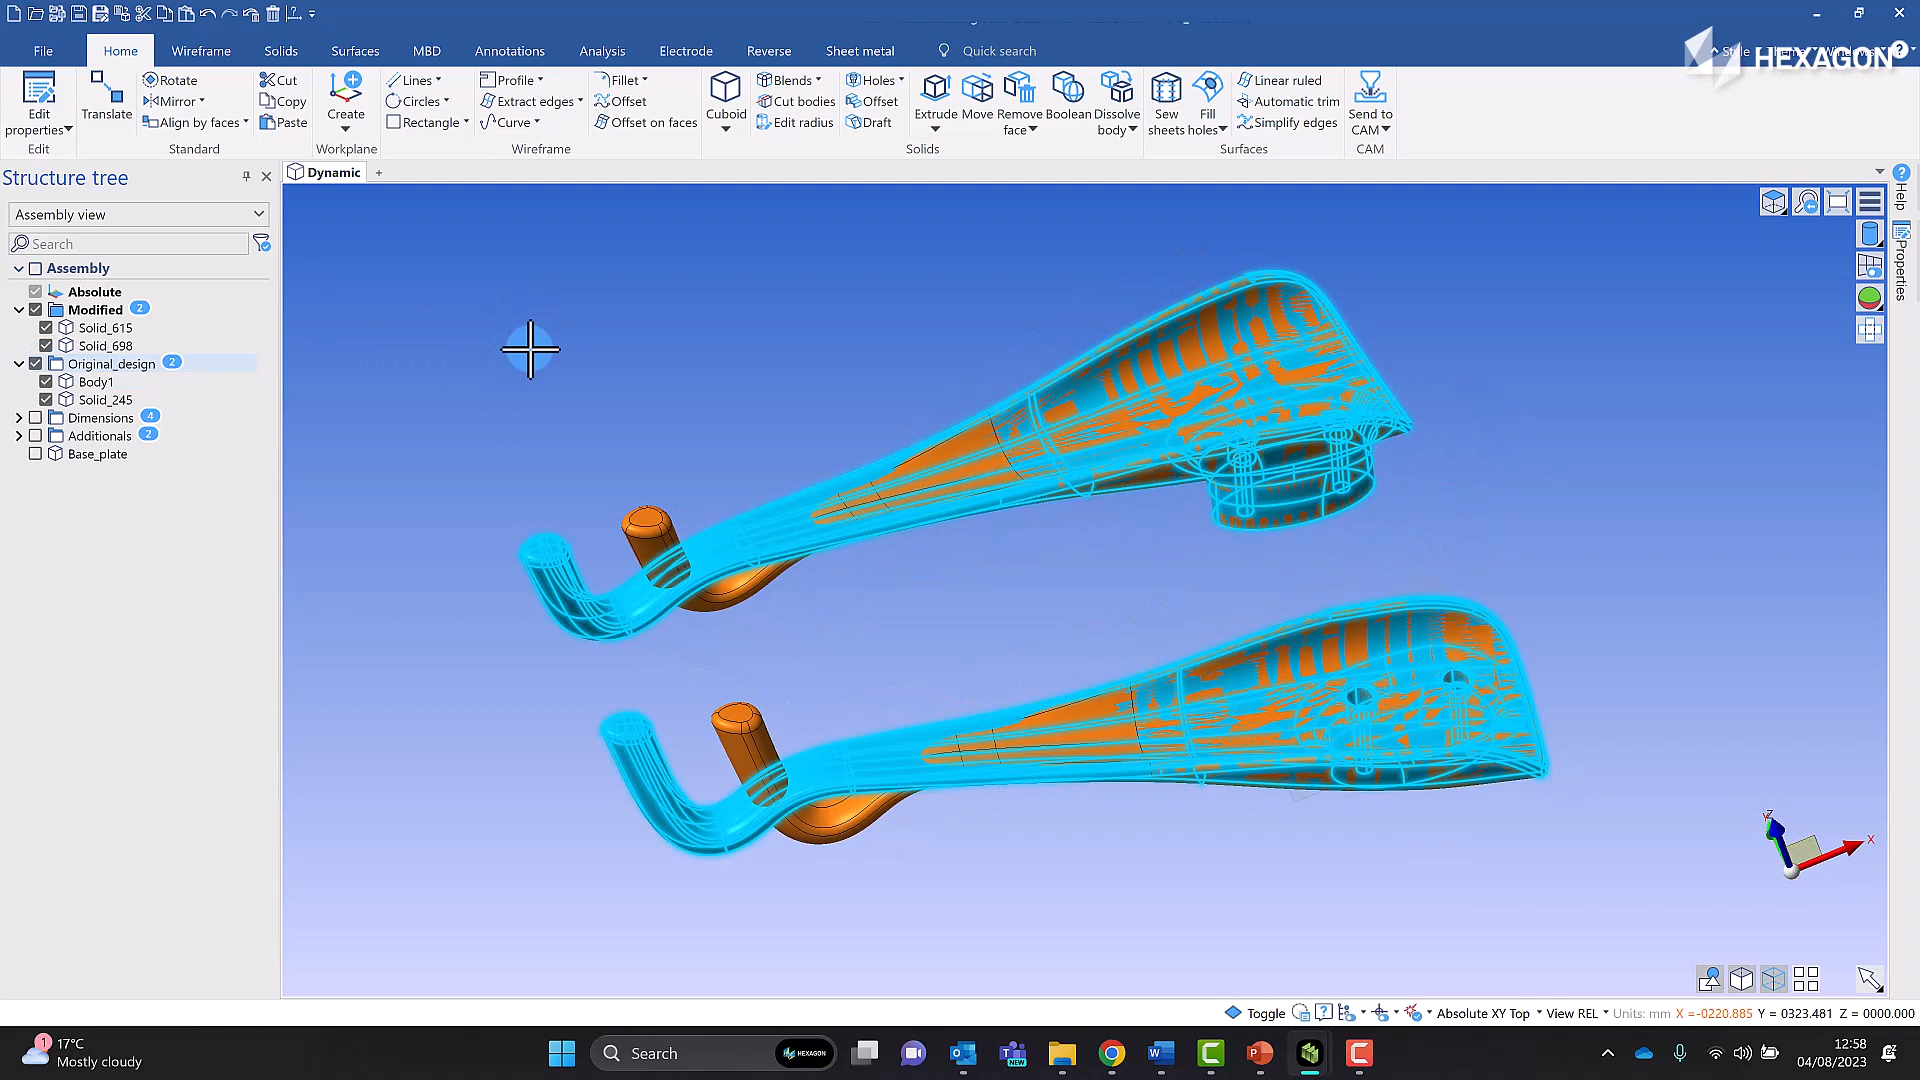 File Home Wireframe Solids Surfaces MBD Annotations Analysis Electrode Reverse Sheet metal Quick search
HEXAGON
Edit properties
Translate
Rotate
Mirror
Align by faces
Cut
Copy
Paste
Create
Lines
Circles
Rectangle
Profile
Extract edges
Curve
Fillet
Offset
Offset on faces
Cuboid
Blends
Cut bodies
Edit radius
Holes
Offset
Draft
Extrude
Move
Remove face
Boolean
Dissolve body
Sew sheets
Fill holes
Linear ruled
Automatic trim
Simplify edges
Send to CAM
Edit Standard Workplane Wireframe Solids Surfaces CAM
Structure tree
Dynamic +
Assembly view
Search
Assembly
Absolute
Modified 2
Solid_615
Solid_698
Original_design 2
Body1
Solid_245
Dimensions 4
Additionals 2
Base_plate
Help
Properties
Z
X
Toggle Absolute XY Top View REL Units: mm X =-0220.885 Y = 0323.481 Z = 0000.000
1
17°C
Mostly cloudy
Search
HEXAGON
NEW
12:58
04/08/2023